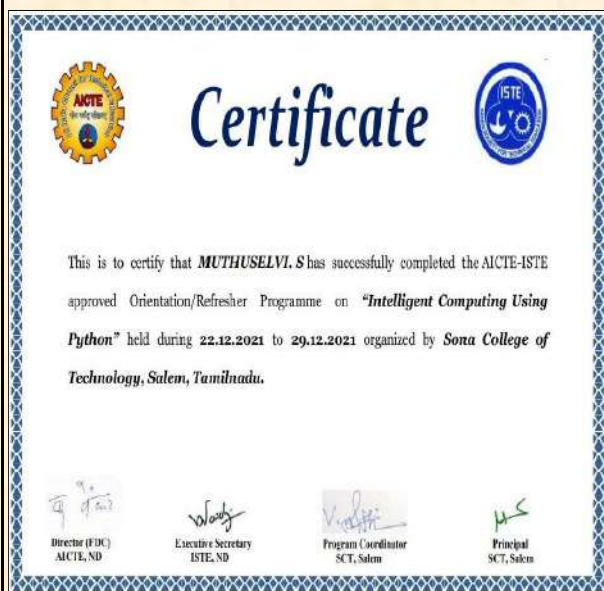 AICTE
Certificate
ISTE
This is to certify that MUTHUSELVI. S has successfully completed the AICTE-ISTE
approved Orientation/Refresher Programme on "Intelligent Computing Using
Python" held during 22.12.2021 to 29.12.2021 organized by Sona College of
Technology, Salem, Tamilnadu.
Director (FDC)
AICTE, ND
Executive Secretary
ISTE, ND
Program Coordinator
SCT, Salem
Principal
SCT, Salem